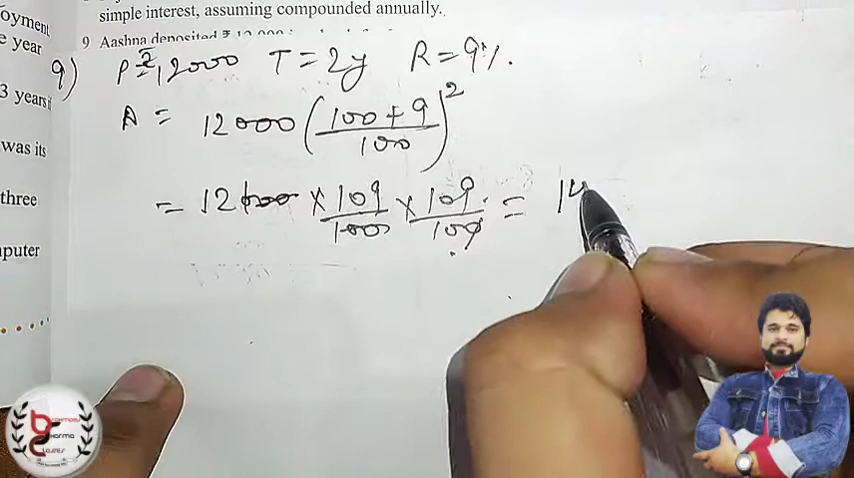 oyment
e year
3 years i
was its
three
puter
simple interest, assuming compounded annually.
9 Aashna deposited ₹ 12,000
9) P = 12000 T = 2y R = 9%.
A = 12000 (100 + 9 / 100)²
= 12000 × 109/100 × 109/100 = 14